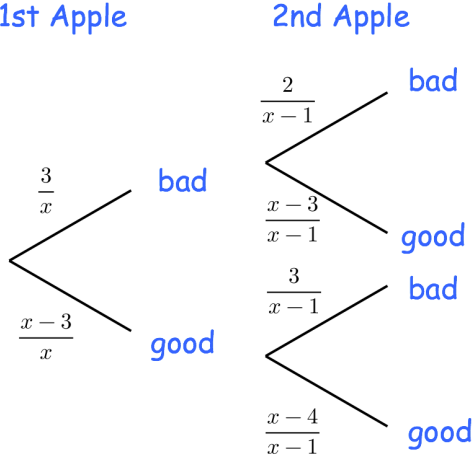 1st Apple
2nd Apple
3/x
bad
x − 3/x
good
2/x − 1
bad
x − 3/x − 1
good
3/x − 1
bad
x − 4/x − 1
good